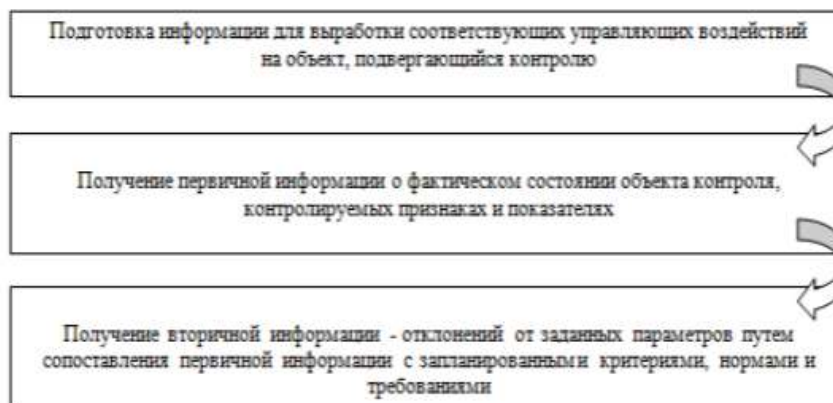 Подготовка информации для выработки соответствующих управляющих воздействий
на объект, подвергающийся контролю
Получение первичной информации о фактическом состоянии объекта контроля,
контролируемых признаках и показателях
Получение вторичной информации - отклонений от заданных параметров путем
сопоставления первичной информации с запланированными критериями, нормами и
требованиями